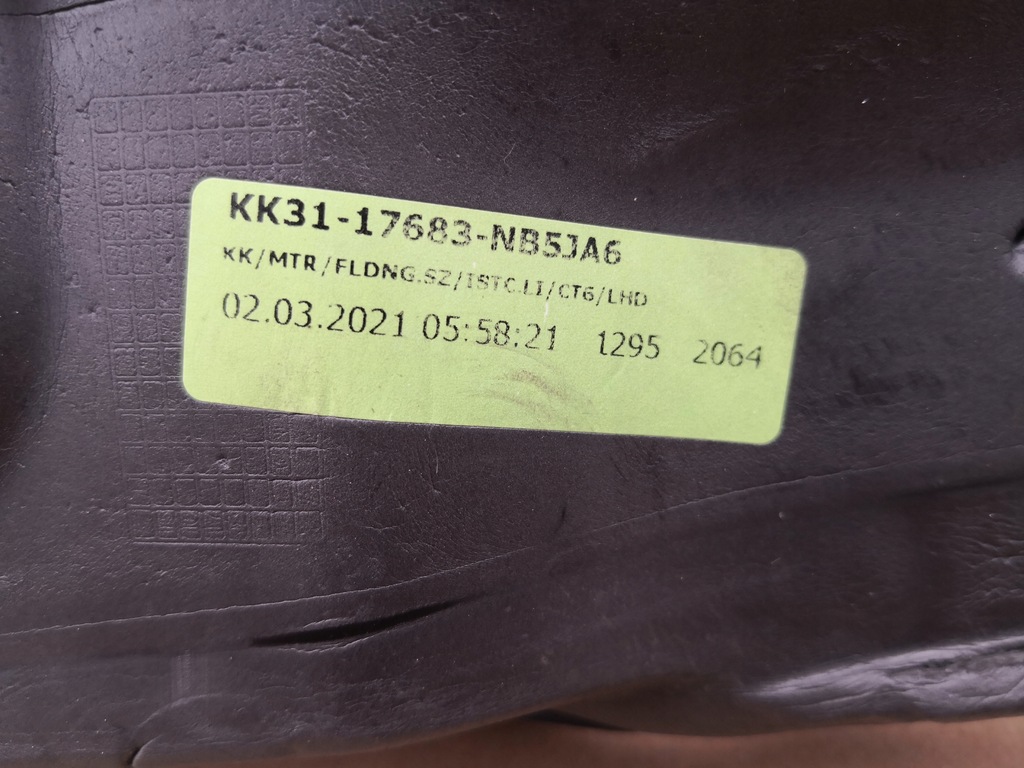 KK31-17683-NB5JA6
KK/MTR/FLDNG.SZ/ISTC.LI/CT6/LHD
02.03.2021 05:58:21 1295 2064